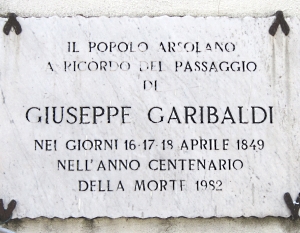 IL POPOLO ARSOLANO
A RICORDO DEL PASSAGGIO
DI
GIUSEPPE GARIBALDI
NEI GIORNI 16-17-18 APRILE 1849
NELL'ANNO CENTENARIO
DELLA MORTE 1982